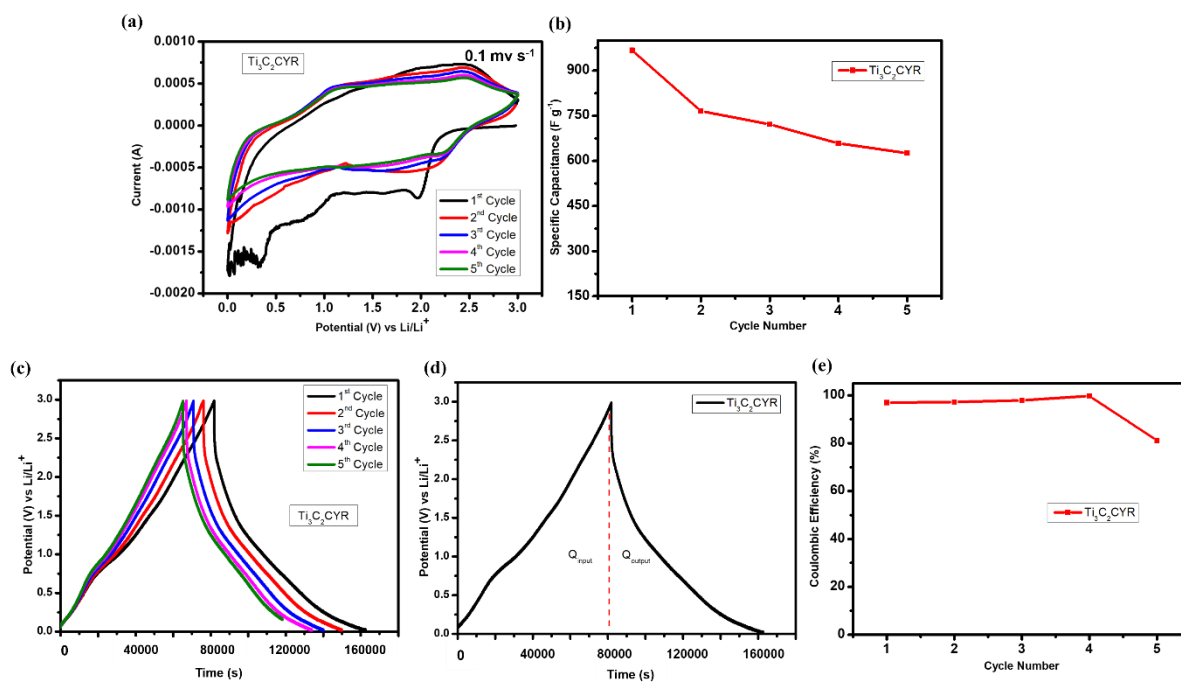 (a)
0.1 mv s⁻¹
Ti₃C₂CYR
Current (A)
0.0010
0.0005
0.0000
-0.0005
-0.0010
-0.0015
-0.0020
1ˢᵗ Cycle
2ⁿᵈ Cycle
3ʳᵈ Cycle
4ᵗʰ Cycle
5ᵗʰ Cycle
0.0 0.5 1.0 1.5 2.0 2.5 3.0
Potential (V) vs Li/Li⁺
(b)
Ti₃C₂CYR
Specific Capacitance (F g⁻¹)
900
750
600
450
300
150
1 2 3 4 5
Cycle Number
(c)
Potential (V) vs Li/Li⁺
3.0
2.5
2.0
1.5
1.0
0.5
0.0
1ˢᵗ Cycle
2ⁿᵈ Cycle
3ʳᵈ Cycle
4ᵗʰ Cycle
5ᵗʰ Cycle
Ti₃C₂CYR
0 40000 80000 120000 160000
Time (s)
(d)
Ti₃C₂CYR
Potential (V) vs Li/Li⁺
3.0
2.5
2.0
1.5
1.0
0.5
0.0
Qinput
Qoutput
0 40000 80000 120000 160000
Time (s)
(e)
Coulombic Efficiency (%)
100
80
60
40
20
0
Ti₃C₂CYR
1 2 3 4 5
Cycle Number